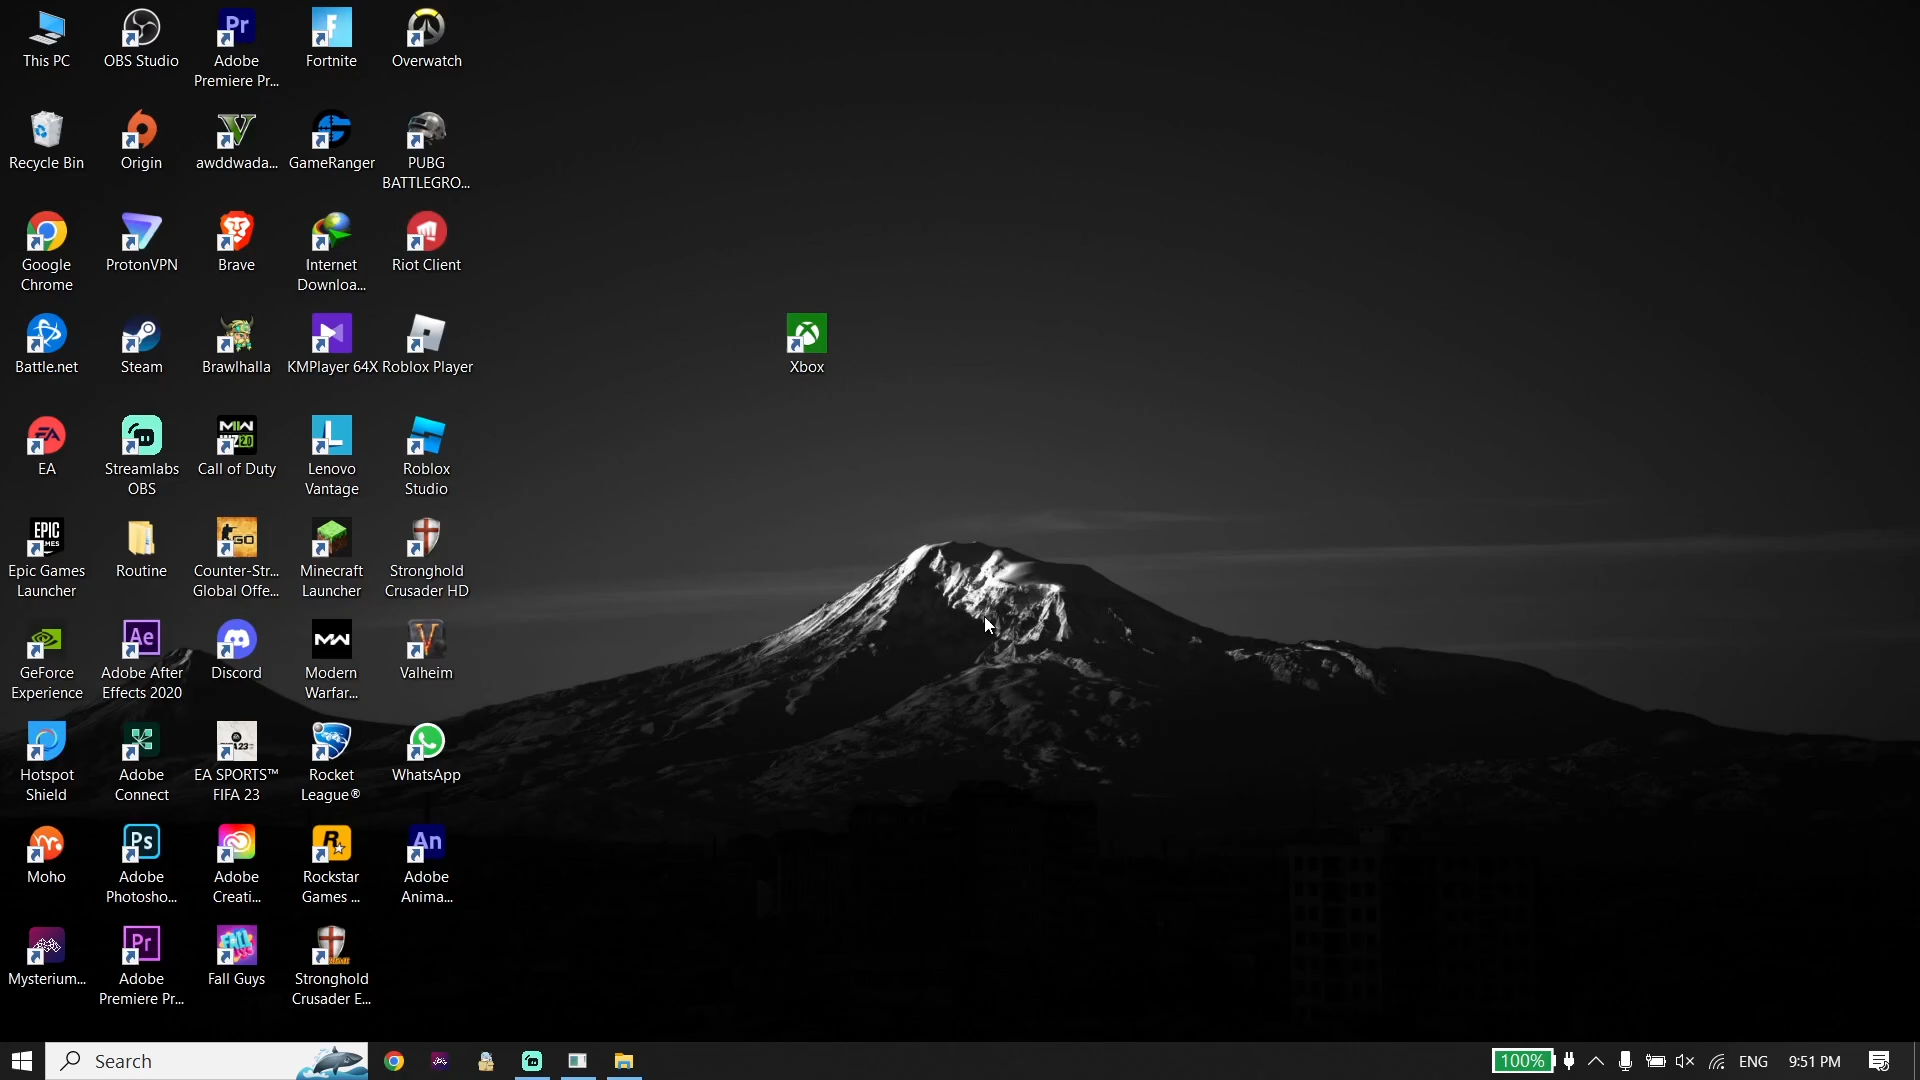 This PC
OBS Studio
Adobe
Premiere Pr...
Fortnite
Overwatch
Recycle Bin
Origin
awddwada...
GameRanger
PUBG
BATTLEGRO...
Google
Chrome
ProtonVPN
Brave
Internet
Downloa...
Riot Client
Battle.net
Steam
Brawlhalla
KMPlayer 64X
Roblox Player
Xbox
EA
Streamlabs
OBS
Call of Duty
Lenovo
Vantage
Roblox
Studio
Epic Games
Launcher
Routine
Counter-Str...
Global Offe...
Minecraft
Launcher
Stronghold
Crusader HD
GeForce
Experience
Adobe After
Effects 2020
Discord
Modern
Warfar...
Valheim
Hotspot
Shield
Adobe
Connect
EA SPORTS™
FIFA 23
Rocket
League®
WhatsApp
Moho
Adobe
Photosho...
Adobe
Creati...
Rockstar
Games ...
Adobe
Anima...
Mysterium...
Adobe
Premiere Pr...
Fall Guys
Stronghold
Crusader E...
Search
100%
ENG
9:51 PM